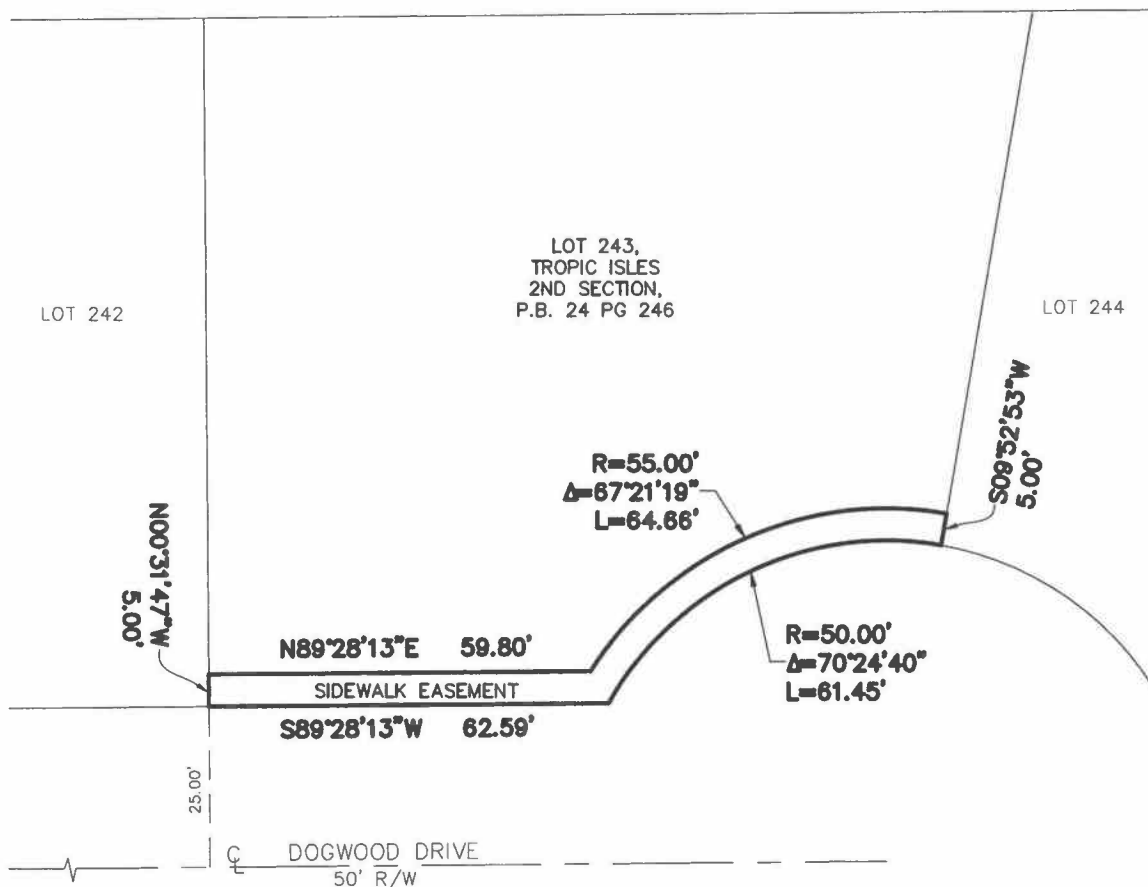 LOT 243,
TROPIC ISLES
2ND SECTION,
P.B. 24 PG 246
LOT 242
LOT 244
S09°52'53"W
5.00'
R=55.00'
Δ=67°21'19"
L=64.66'
N00°31'47"W
5.00'
R=50.00'
Δ=70°24'40"
L=61.45'
N89°28'13"E 59.80'
SIDEWALK EASEMENT
S89°28'13"W 62.59'
25.00'
℄ DOGWOOD DRIVE
50' R/W